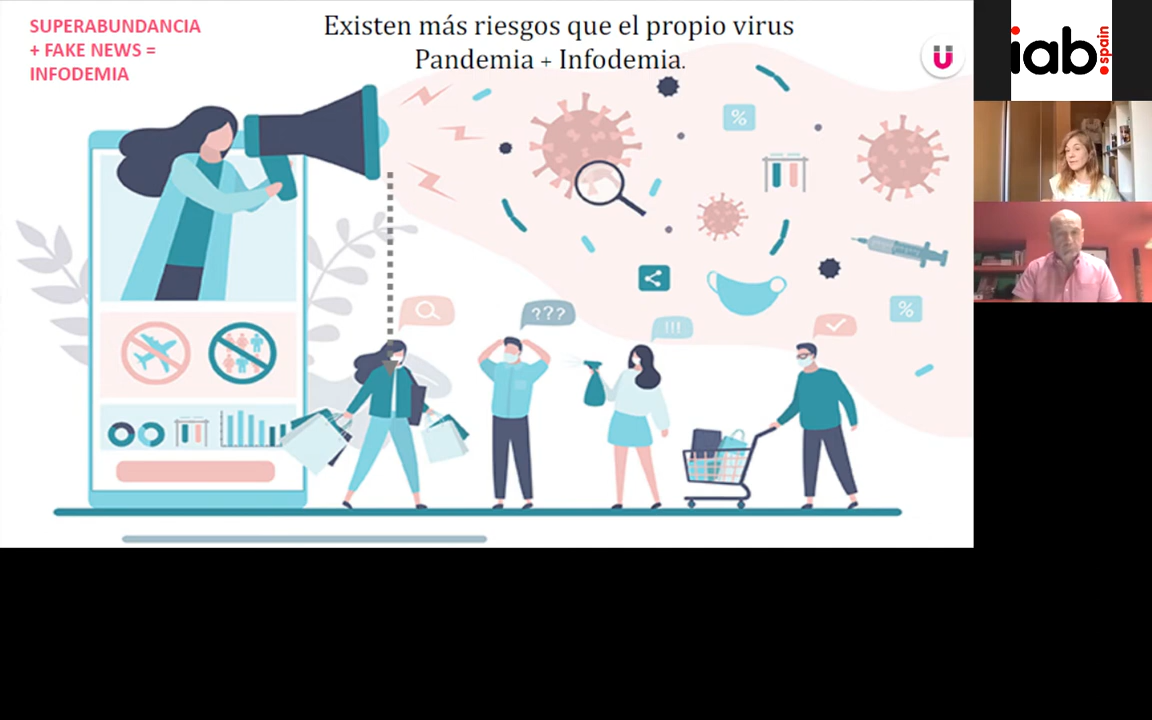 SUPERABUNDANCIA
+ FAKE NEWS =
INFODEMIA
Existen más riesgos que el propio virus
Pandemia + Infodemia.
U
iab:
spain
%
???
!!!
%